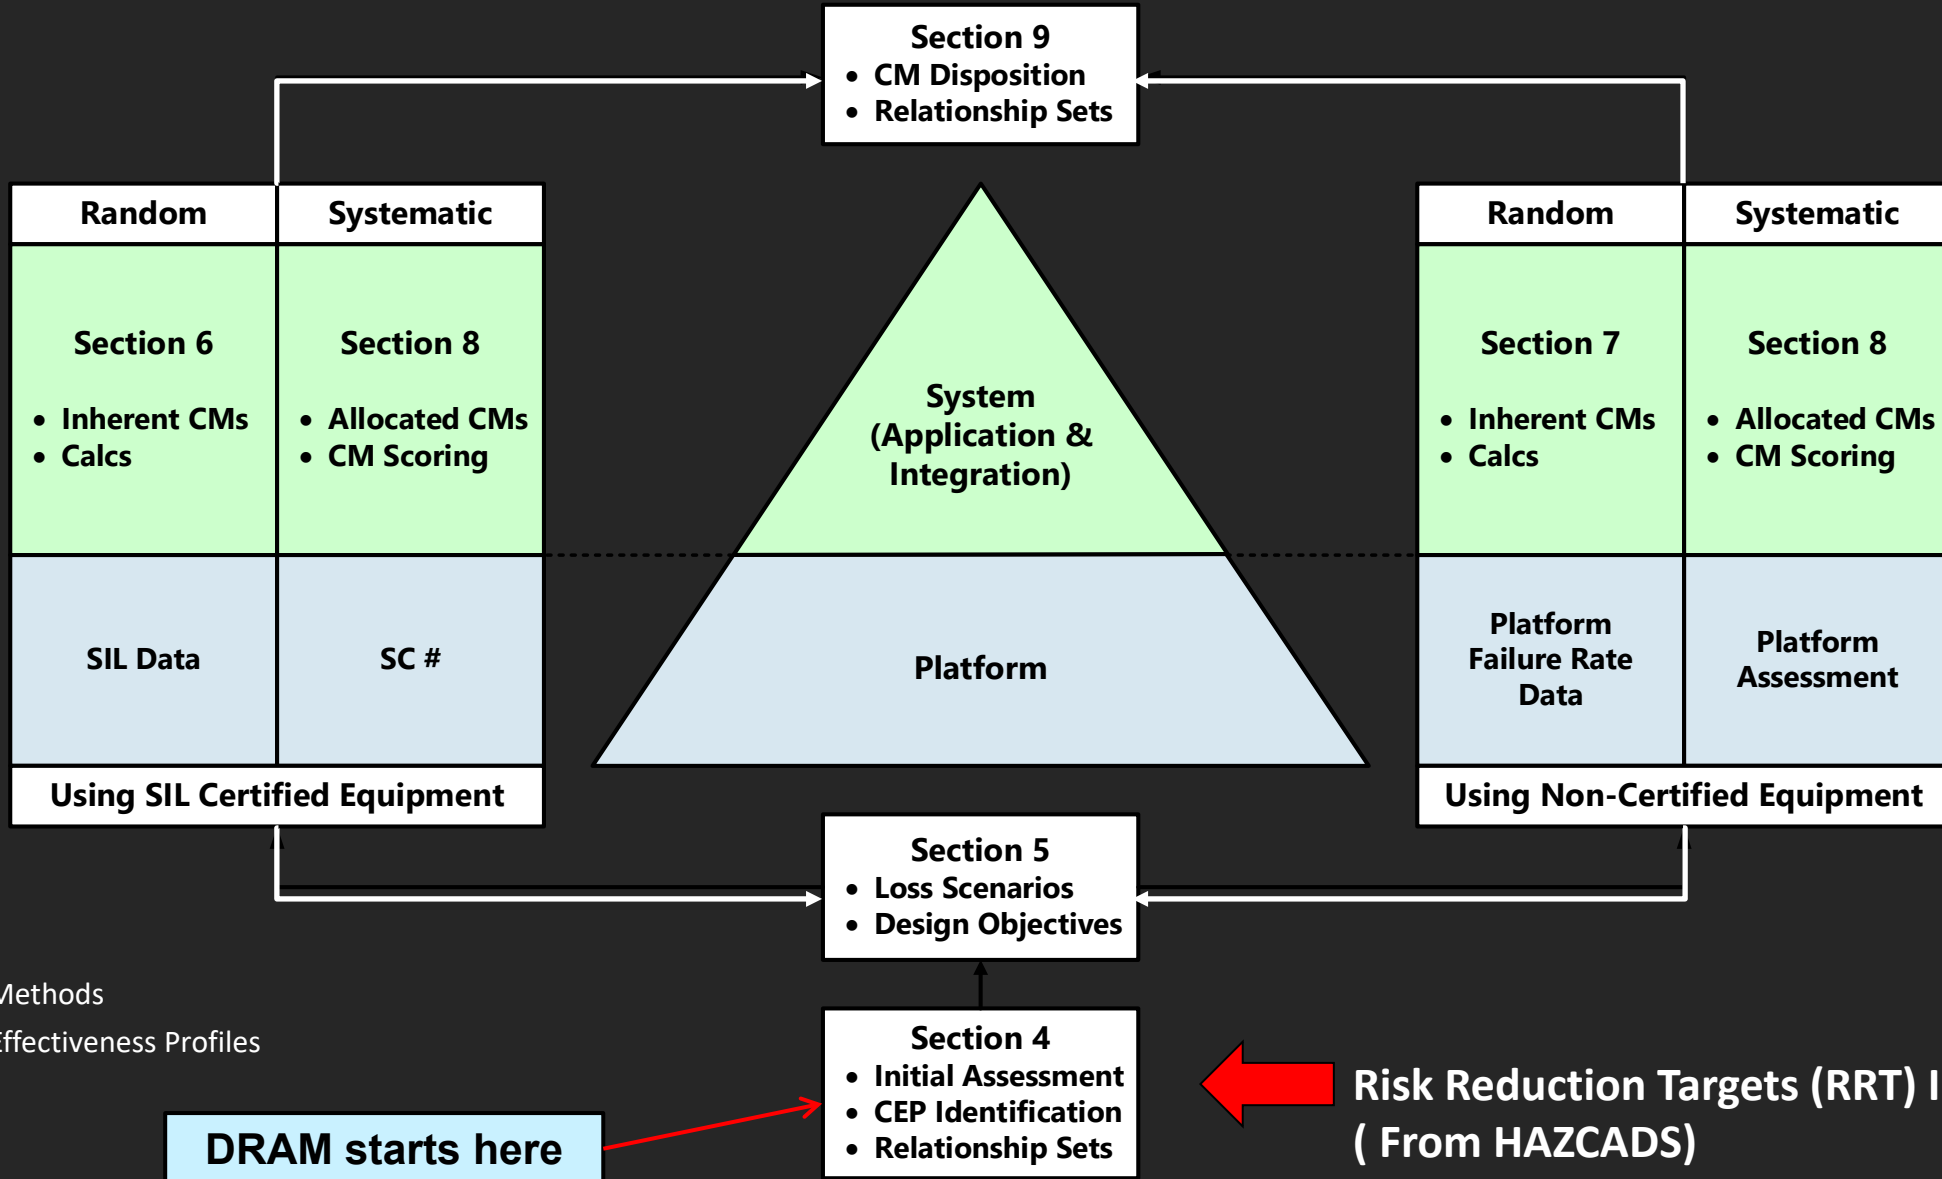 Section 9
• CM Disposition
• Relationship Sets
Random
Systematic
Section 6
• Inherent CMs
• Calcs
Section 8
• Allocated CMs
• CM Scoring
SIL Data
SC #
Using SIL Certified Equipment
System
(Application &
Integration)
Platform
Random
Systematic
Section 7
• Inherent CMs
• Calcs
Section 8
• Allocated CMs
• CM Scoring
Platform
Failure Rate
Data
Platform
Assessment
Using Non-Certified Equipment
Section 5
• Loss Scenarios
• Design Objectives
Methods
Effectiveness Profiles
Section 4
• Initial Assessment
• CEP Identification
• Relationship Sets
DRAM starts here
Risk Reduction Targets (RRT)
( From HAZCADS)